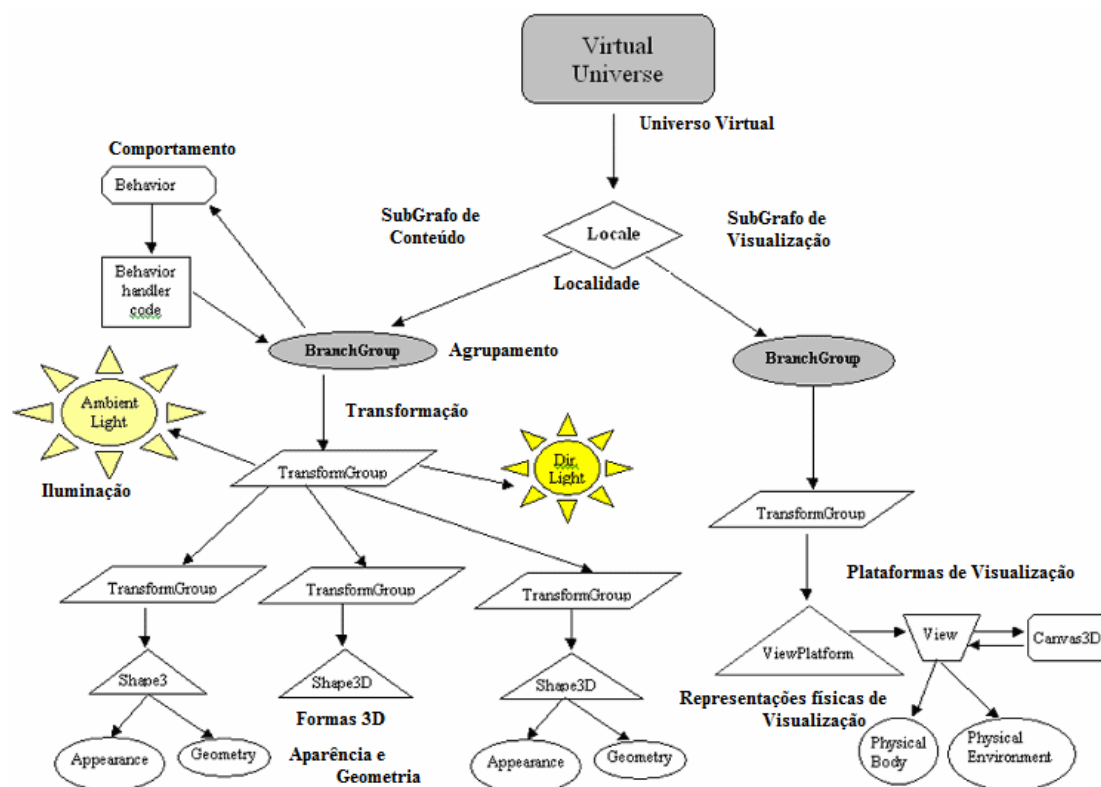 Virtual
Universe
Universo Virtual
Comportamento
Behavior
SubGrafo de
Conteúdo
Locale
SubGrafo de
Visualização
Localidade
Behavior
handler
code
BranchGroup
Agrupamento
BranchGroup
Ambient
Light
Transformação
Iluminação
TransformGroup
Dir
Light
TransformGroup
TransformGroup
TransformGroup
TransformGroup
Plataformas de Visualização
View
Canvas3D
ViewPlatform
Shape3
Shape3D
Shape3D
Formas 3D
Representações físicas de
Visualização
Appearance
Geometry
Aparência e
Geometria
Appearance
Geometry
Physical
Body
Physical
Environment